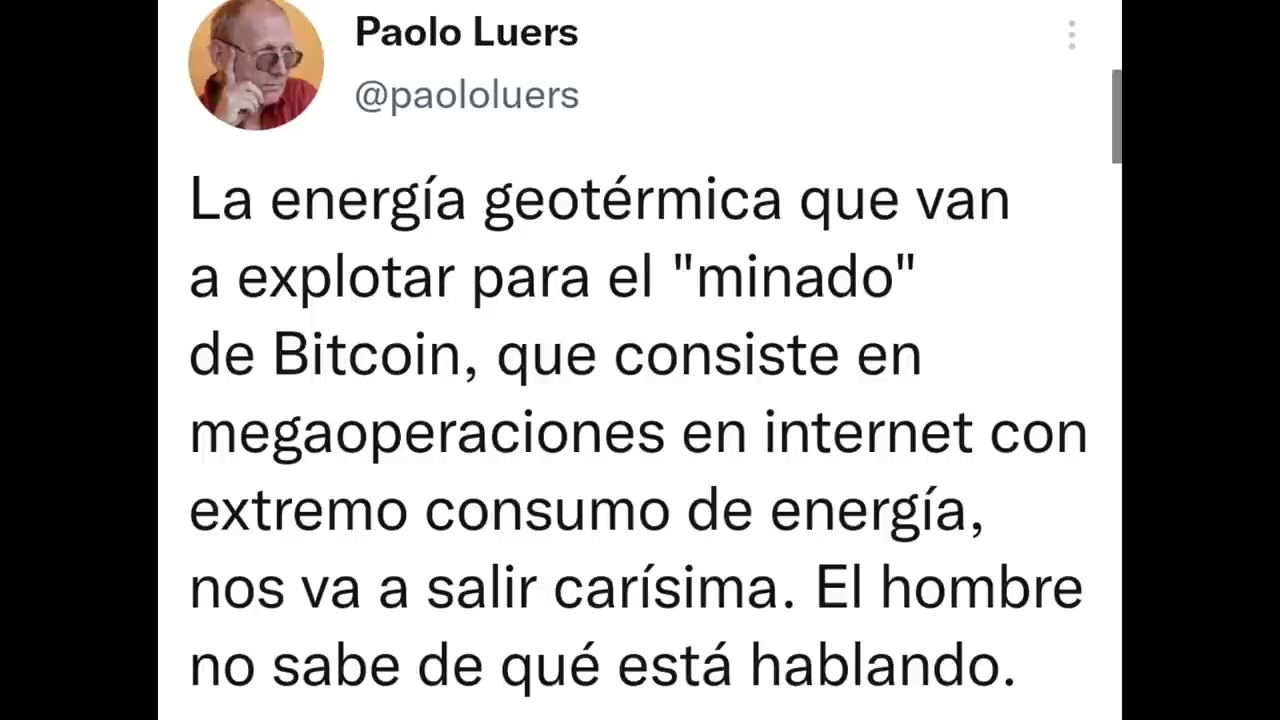 Paolo Luers
@paololuers
La energía geotérmica que van
a explotar para el "minado"
de Bitcoin, que consiste en
megaoperaciones en internet con
extremo consumo de energía,
nos va a salir carísima. El hombre
no sabe de qué está hablando.